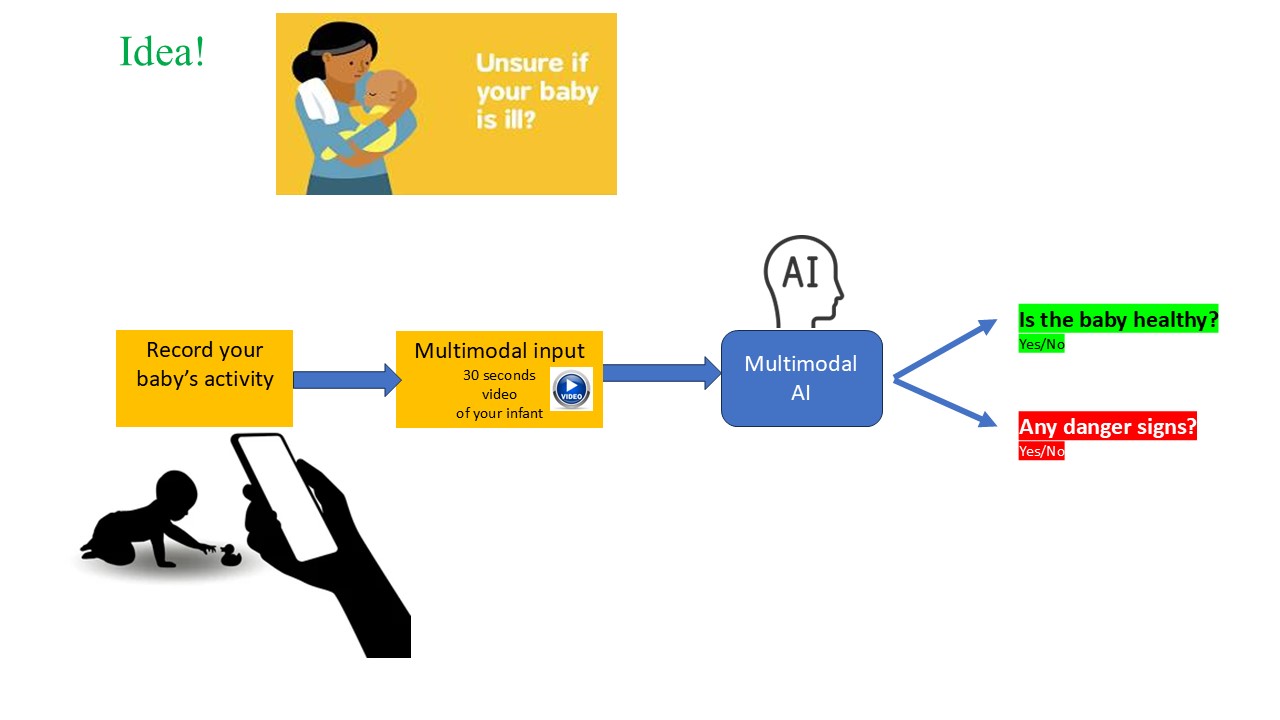 Idea!
Unsure if
your baby
is ill?
Record your
baby’s activity
Multimodal input
30 seconds
video
of your infant
VIDEO
AI
Multimodal
AI
Is the baby healthy?
Yes/No
Any danger signs?
Yes/No